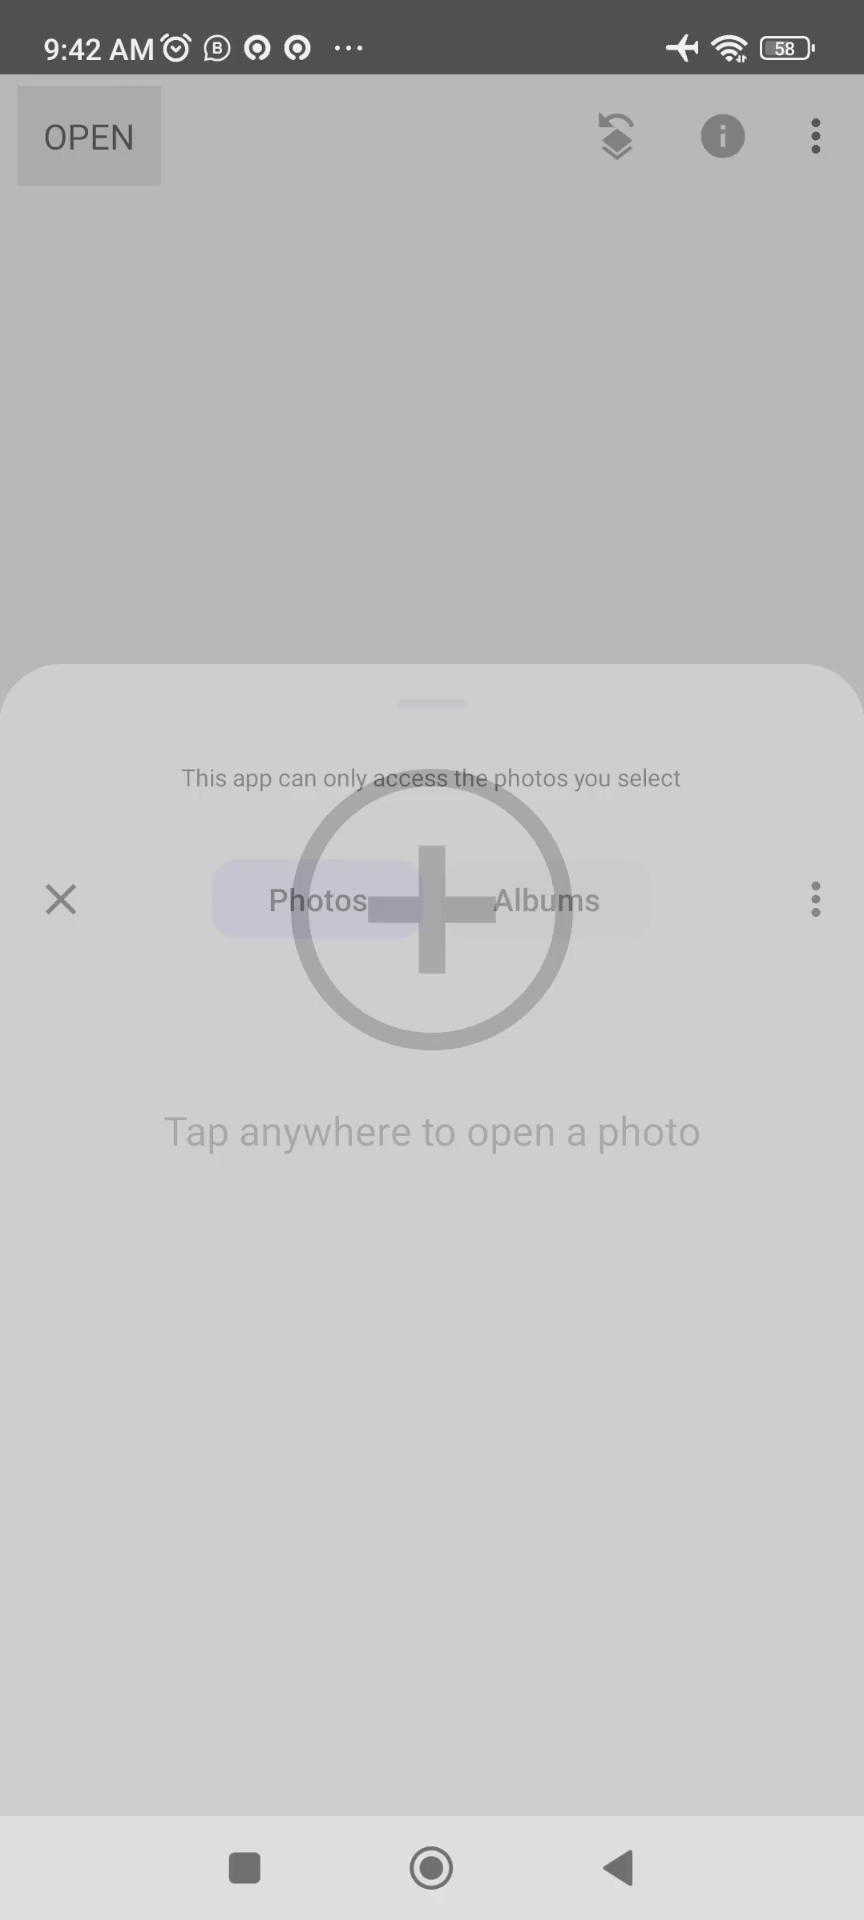 9:42 AM B 58
OPEN
This app can only access the photos you select
Photos Albums
Tap anywhere to open a photo